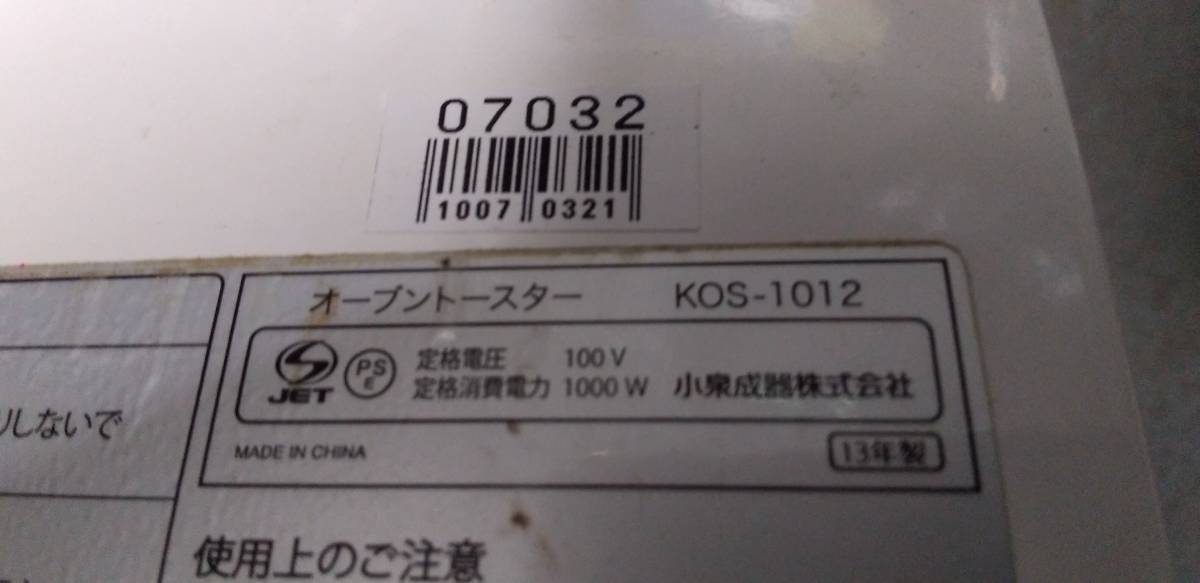 07032
1007 0321
オーブントースター KOS-1012
JET PS E 定格電圧 100 V
定格消費電力 1000 W 小泉成器株式会社
MADE IN CHINA 13年製
りしないで
使用上のご注意